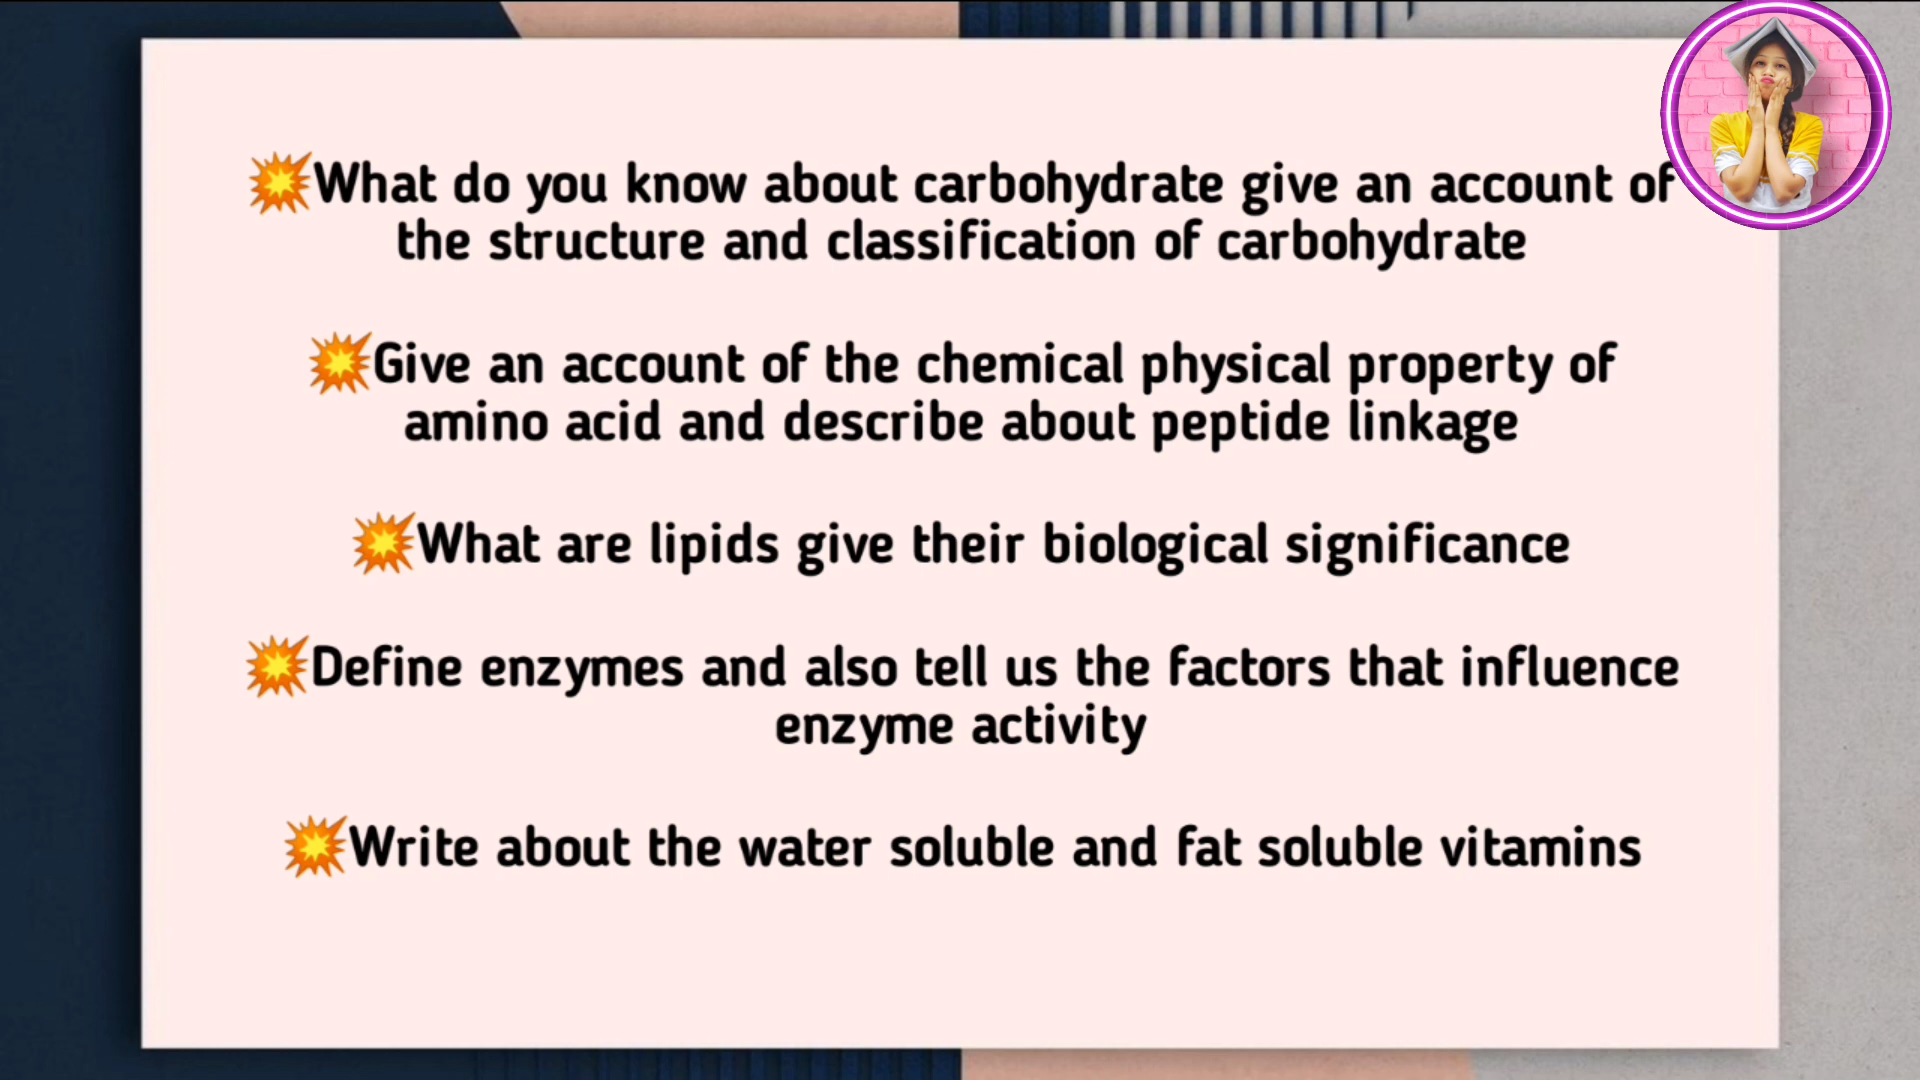 💥What do you know about carbohydrate give an account of
the structure and classification of carbohydrate
💥Give an account of the chemical physical property of
amino acid and describe about peptide linkage
💥What are lipids give their biological significance
💥Define enzymes and also tell us the factors that influence
enzyme activity
💥Write about the water soluble and fat soluble vitamins